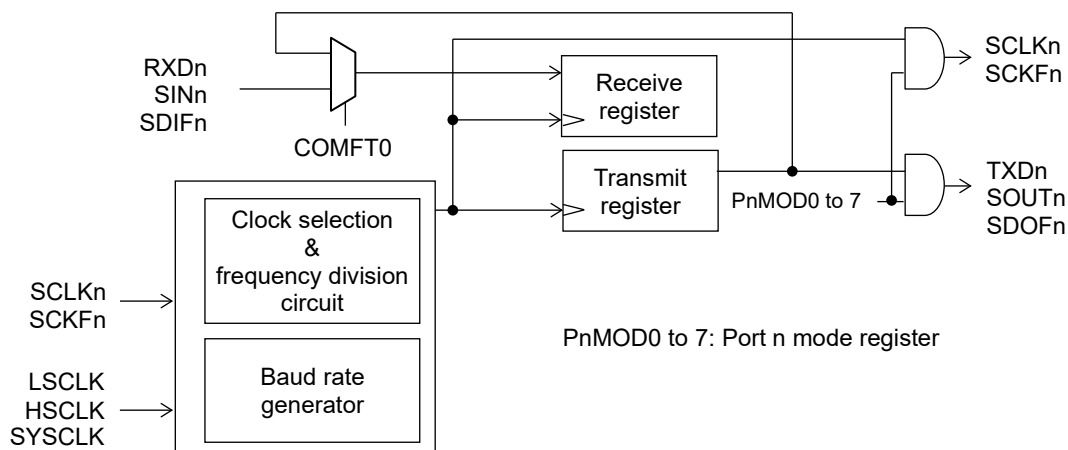 RXDn
SINn
SDIFn
COMFT0
Receive
register
SCLKn
SCKFn
Transmit
register
PnMOD0 to 7
TXDn
SOUTn
SDOFn
Clock selection
&
frequency division
circuit
SCLKn
SCKFn
PnMOD0 to 7: Port n mode register
LSCLK
HSCLK
SYSCLK
Baud rate
generator